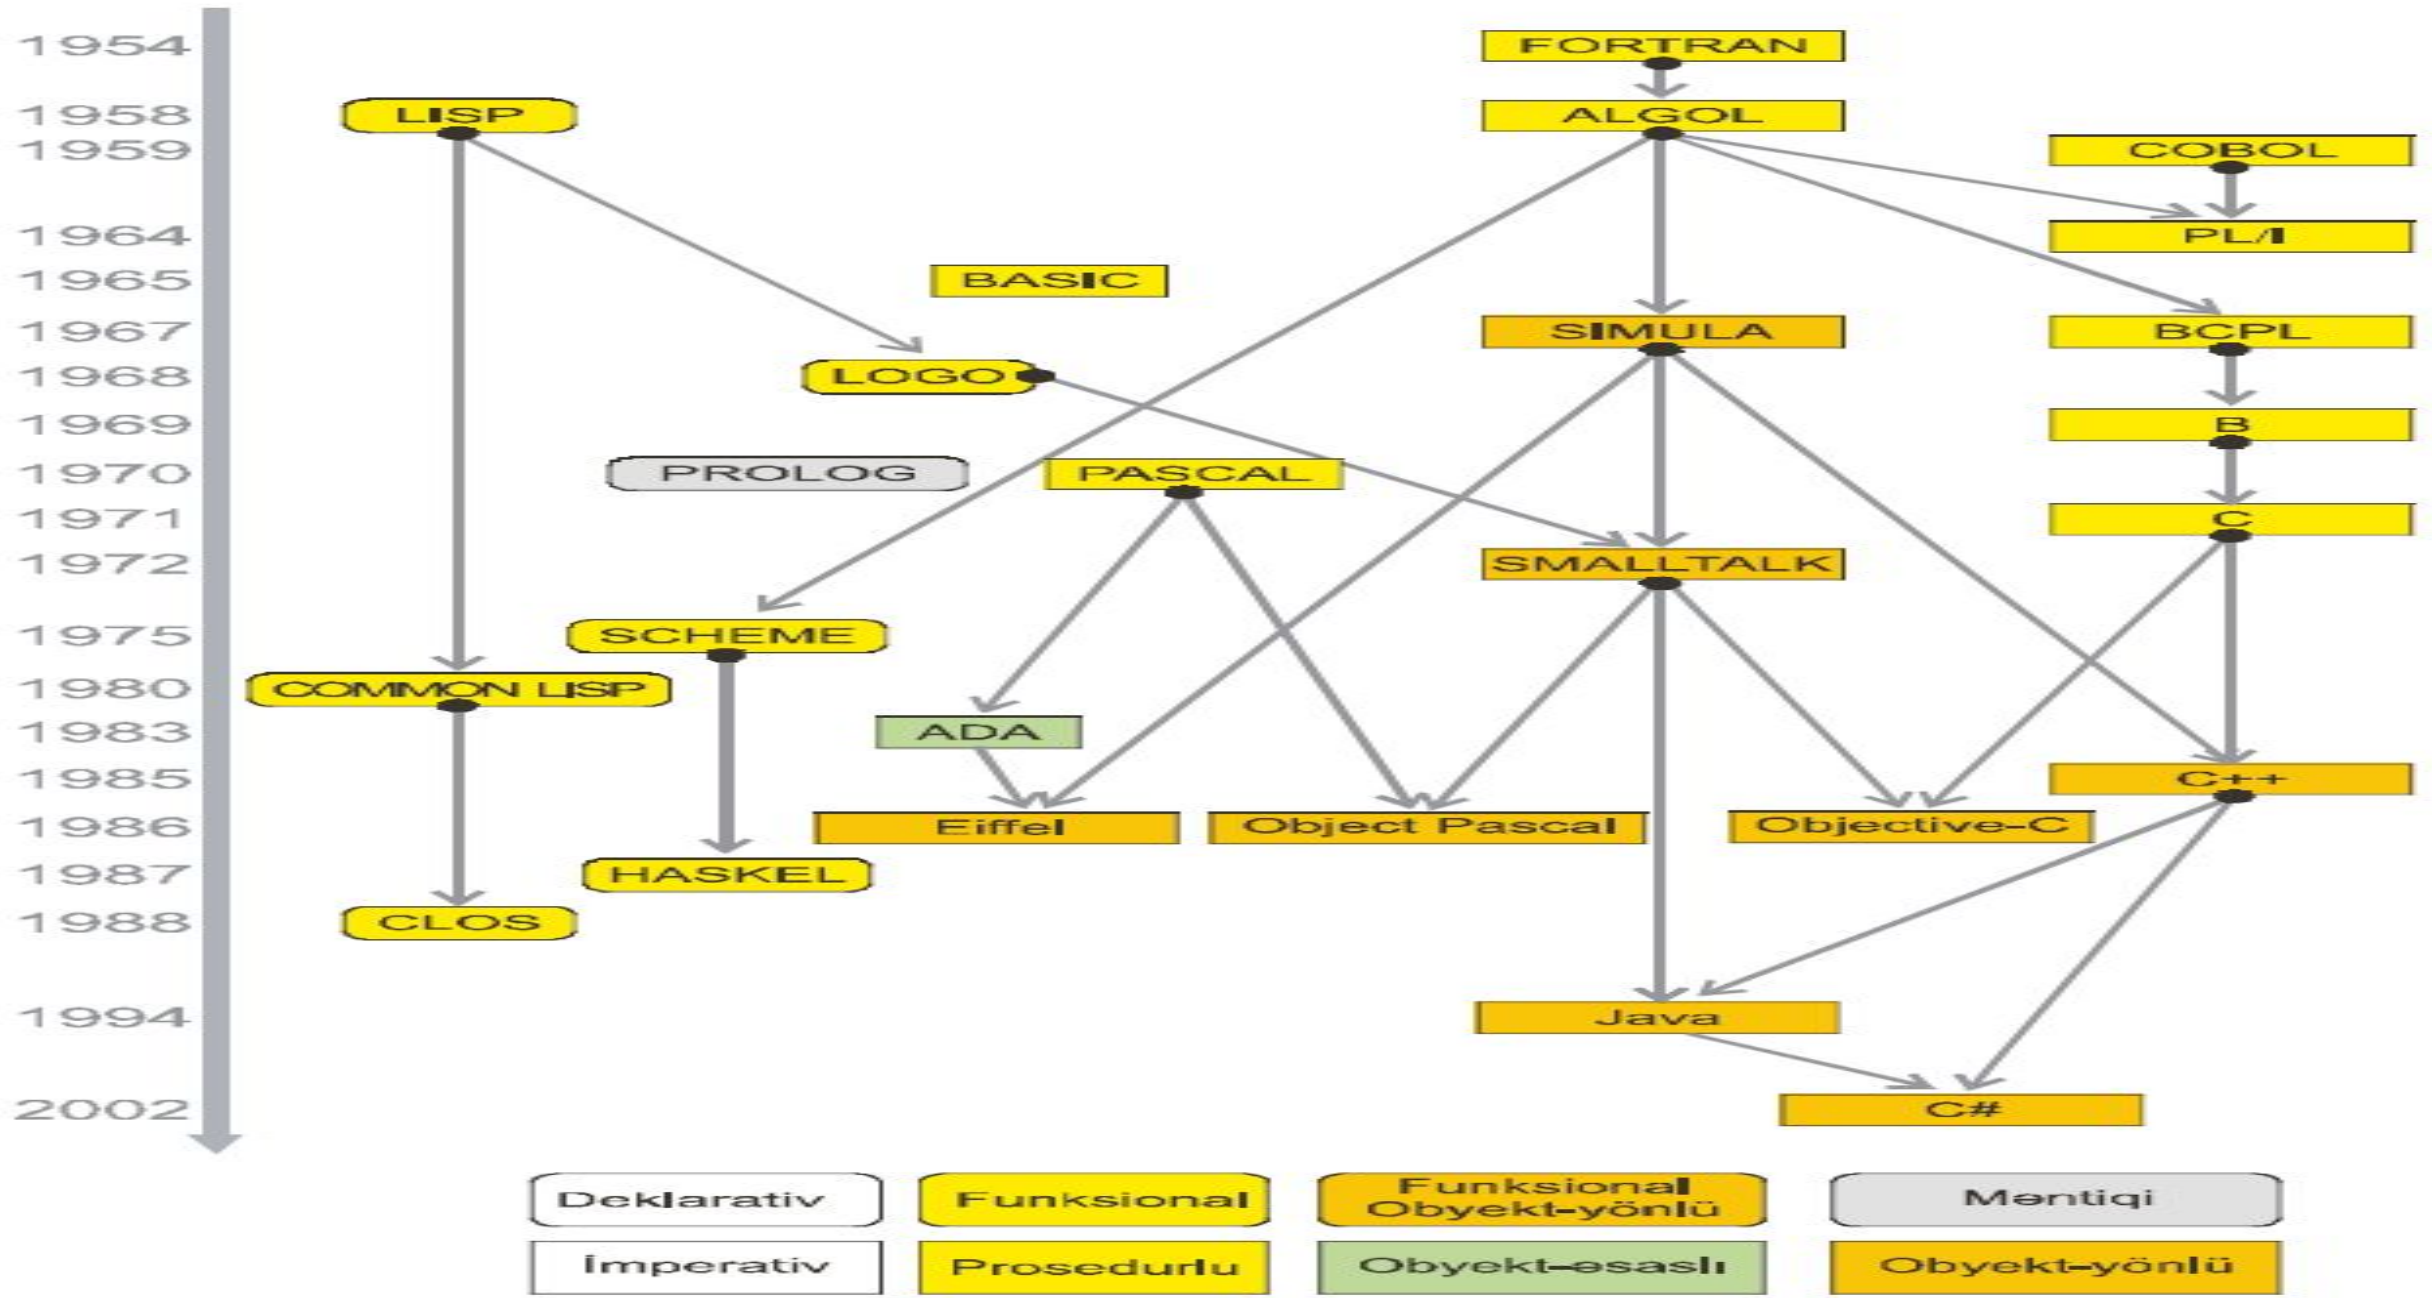 1954
FORTRAN
1958
LISP
ALGOL
1959
COBOL
1964
PL/I
1965
BASIC
1967
SIMULA
BCPL
1968
LOGO
1969
B
1970
PROLOG
PASCAL
1971
C
1972
SMALLTALK
1975
SCHEME
1980
COMMON LISP
1983
ADA
1985
C++
1986
Eiffel
Object Pascal
Objective-C
1987
HASKEL
1988
CLOS
1994
Java
2002
C#
Deklarativ
Funksional
Funksional
Obyekt-yönlü
Məntiqi
İmperativ
Prosedurlu
Obyekt-əsaslı
Obyekt-yönlü